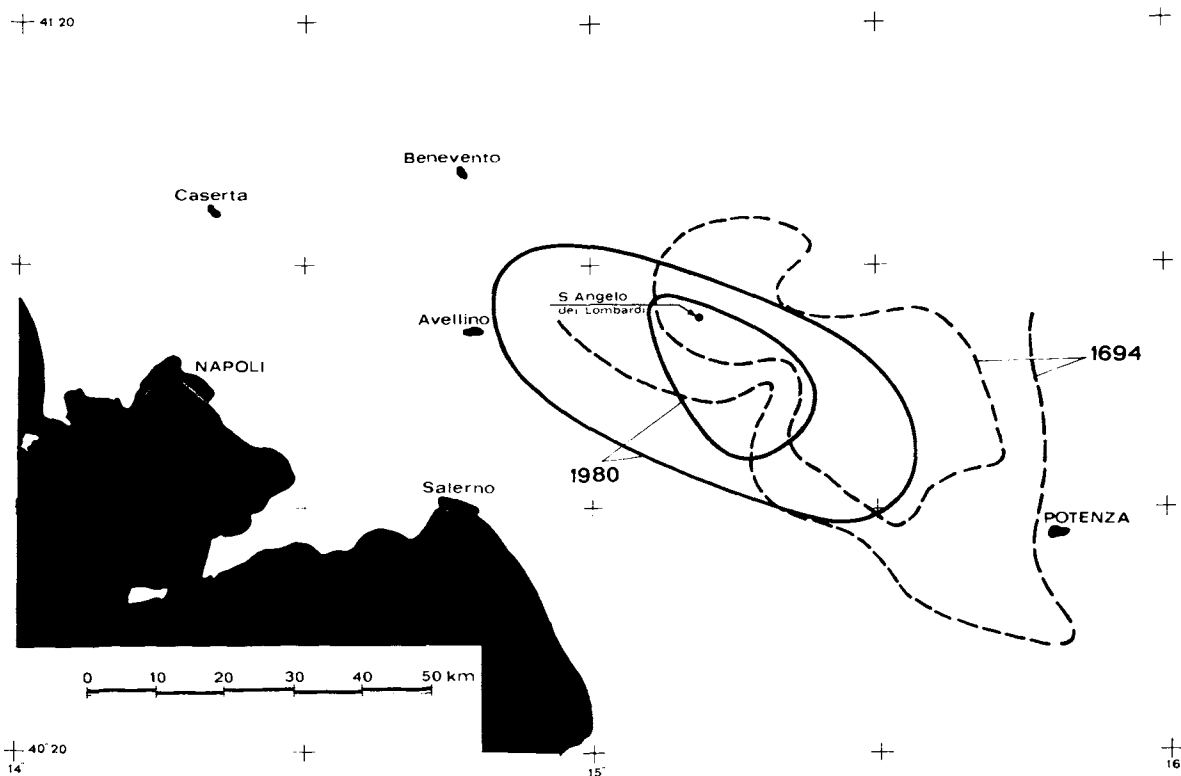 41 20
Benevento
Caserta
S Angelo
dei Lombardi
Avellino
1694
NAPOLI
1980
Salerno
POTENZA
0 10 20 30 40 50 km
40° 20
14°
15°
16